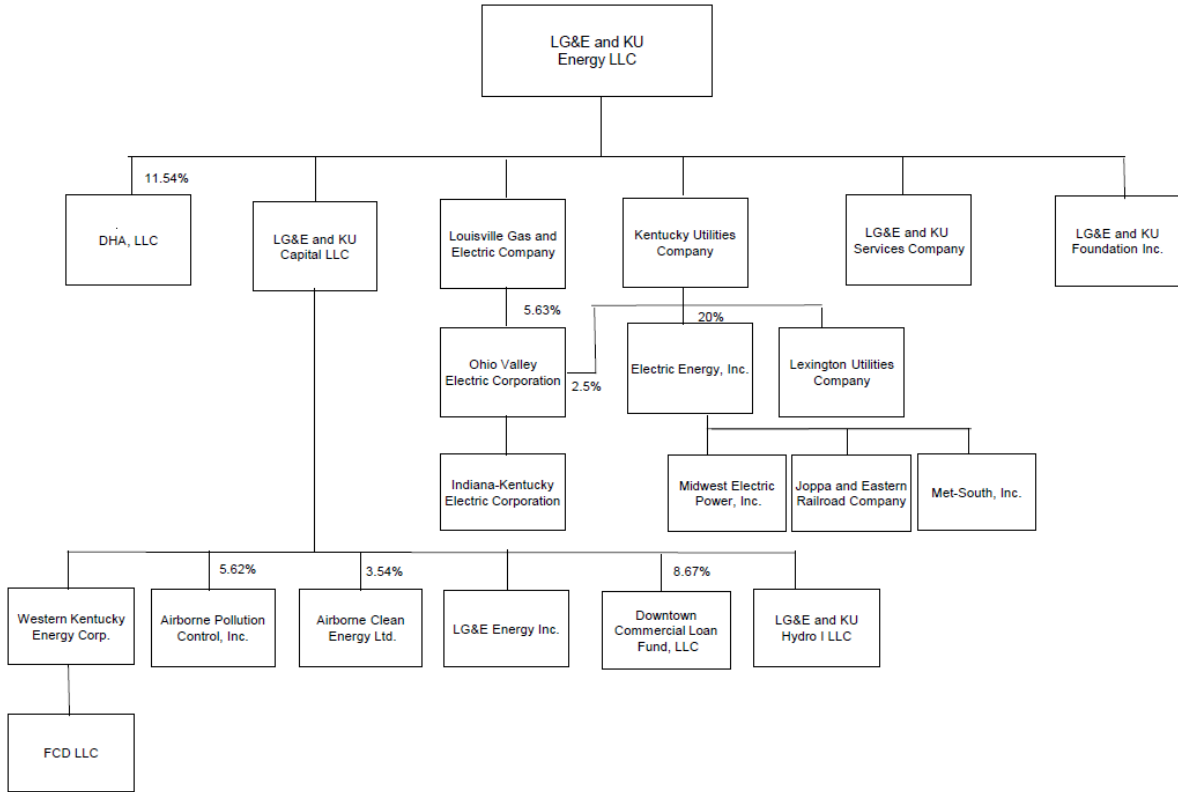 LG&E and KU
Energy LLC
11.54%
DHA, LLC
LG&E and KU
Capital LLC
Louisville Gas and
Electric Company
Kentucky Utilities
Company
LG&E and KU
Services Company
LG&E and KU
Foundation Inc.
5.63%
20%
Ohio Valley
Electric Corporation
2.5%
Electric Energy, Inc.
Lexington Utilities
Company
Indiana-Kentucky
Electric Corporation
Midwest Electric
Power, Inc.
Joppa and Eastern
Railroad Company
Met-South, Inc.
5.62%
3.54%
8.67%
Western Kentucky
Energy Corp.
Airborne Pollution
Control, Inc.
Airborne Clean
Energy Ltd.
LG&E Energy Inc.
Downtown
Commercial Loan
Fund, LLC
LG&E and KU
Hydro I LLC
FCD LLC